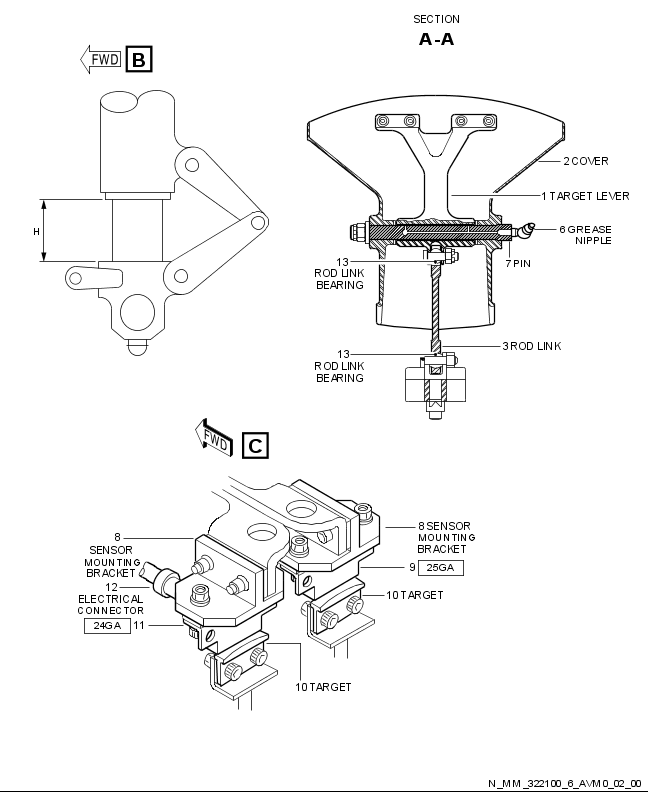 SECTION
A-A
FWD B
2 COVER
1 TARGET LEVER
H
6 GREASE
NIPPLE
7 PIN
13
ROD LINK
BEARING
3 ROD LINK
13
ROD LINK
BEARING
FWD C
8
SENSOR
MOUNTING
BRACKET
8 SENSOR
MOUNTING
BRACKET
9 25GA
12
ELECTRICAL
CONNECTOR
10 TARGET
24GA 11
10 TARGET
N_MM_322100_6_AVM0_02_00